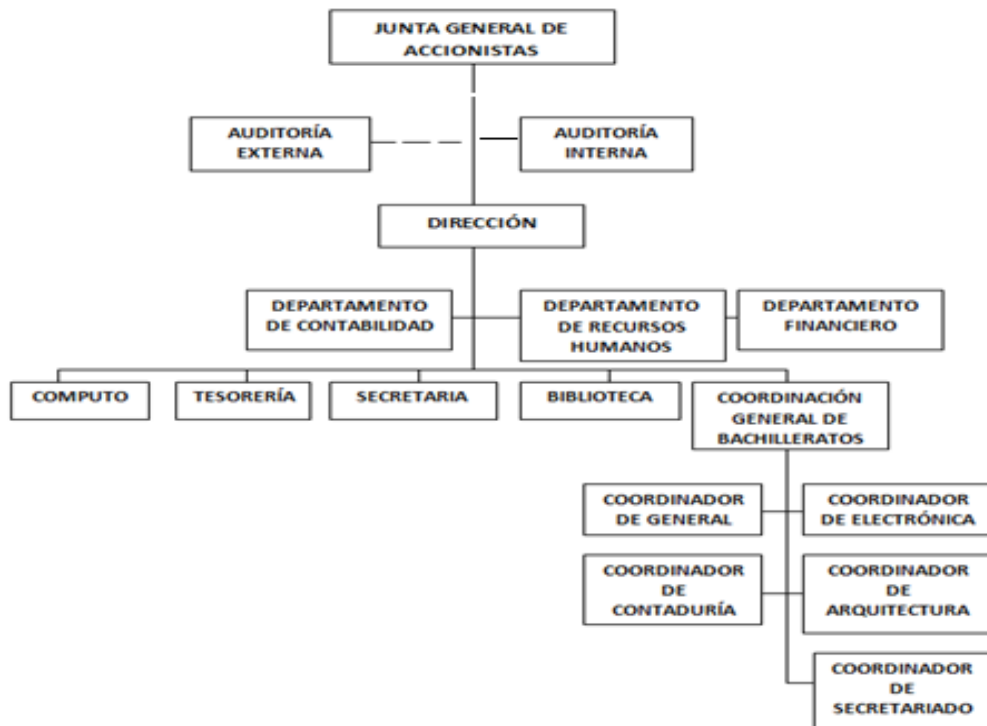 JUNTA GENERAL DE
ACCIONISTAS
AUDITORÍA
EXTERNA
AUDITORÍA
INTERNA
DIRECCIÓN
DEPARTAMENTO
DE CONTABILIDAD
DEPARTAMENTO
DE RECURSOS
HUMANOS
DEPARTAMENTO
FINANCIERO
COMPUTO
TESORERÍA
SECRETARIA
BIBLIOTECA
COORDINACIÓN
GENERAL DE
BACHILLERATOS
COORDINADOR
DE GENERAL
COORDINADOR
DE ELECTRÓNICA
COORDINADOR
DE
CONTADURÍA
COORDINADOR
DE
ARQUITECTURA
COORDINADOR
DE
SECRETARIADO